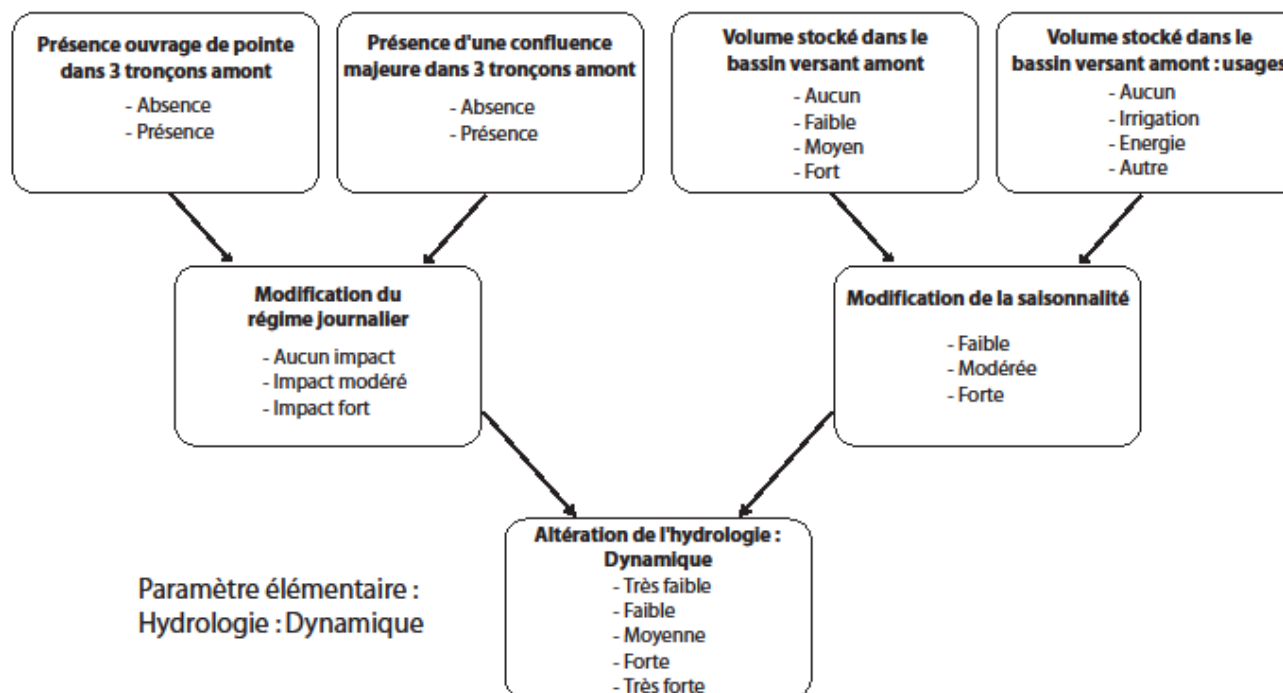 Présence ouvrage de pointe
dans 3 tronçons amont
- Absence
- Présence
Présence d'une confluence
majeure dans 3 tronçons amont
- Absence
- Présence
Volume stocké dans le
bassin versant amont
- Aucun
- Faible
- Moyen
- Fort
Volume stocké dans le
bassin versant amont : usages
- Aucun
- Irrigation
- Energie
- Autre
Modification du
régime journalier
- Aucun impact
- Impact modéré
- Impact fort
Modification de la saisonnalité
- Faible
- Modérée
- Forte
Altération de l'hydrologie :
Dynamique
- Très faible
- Faible
- Moyenne
- Forte
- Très forte
Paramètre élémentaire :
Hydrologie : Dynamique